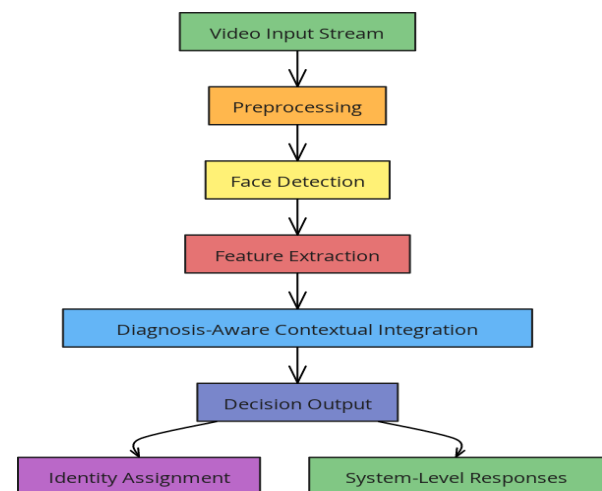 Video Input Stream
Preprocessing
Face Detection
Feature Extraction
Diagnosis-Aware Contextual Integration
Decision Output
Identity Assignment
System-Level Responses